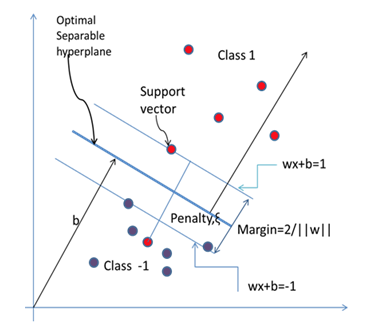 Optimal
Separable
hyperplane
Class 1
Support
vector
wx+b=1
b
Penalty,ξ
Margin=2/||w||
Class -1
wx+b=-1